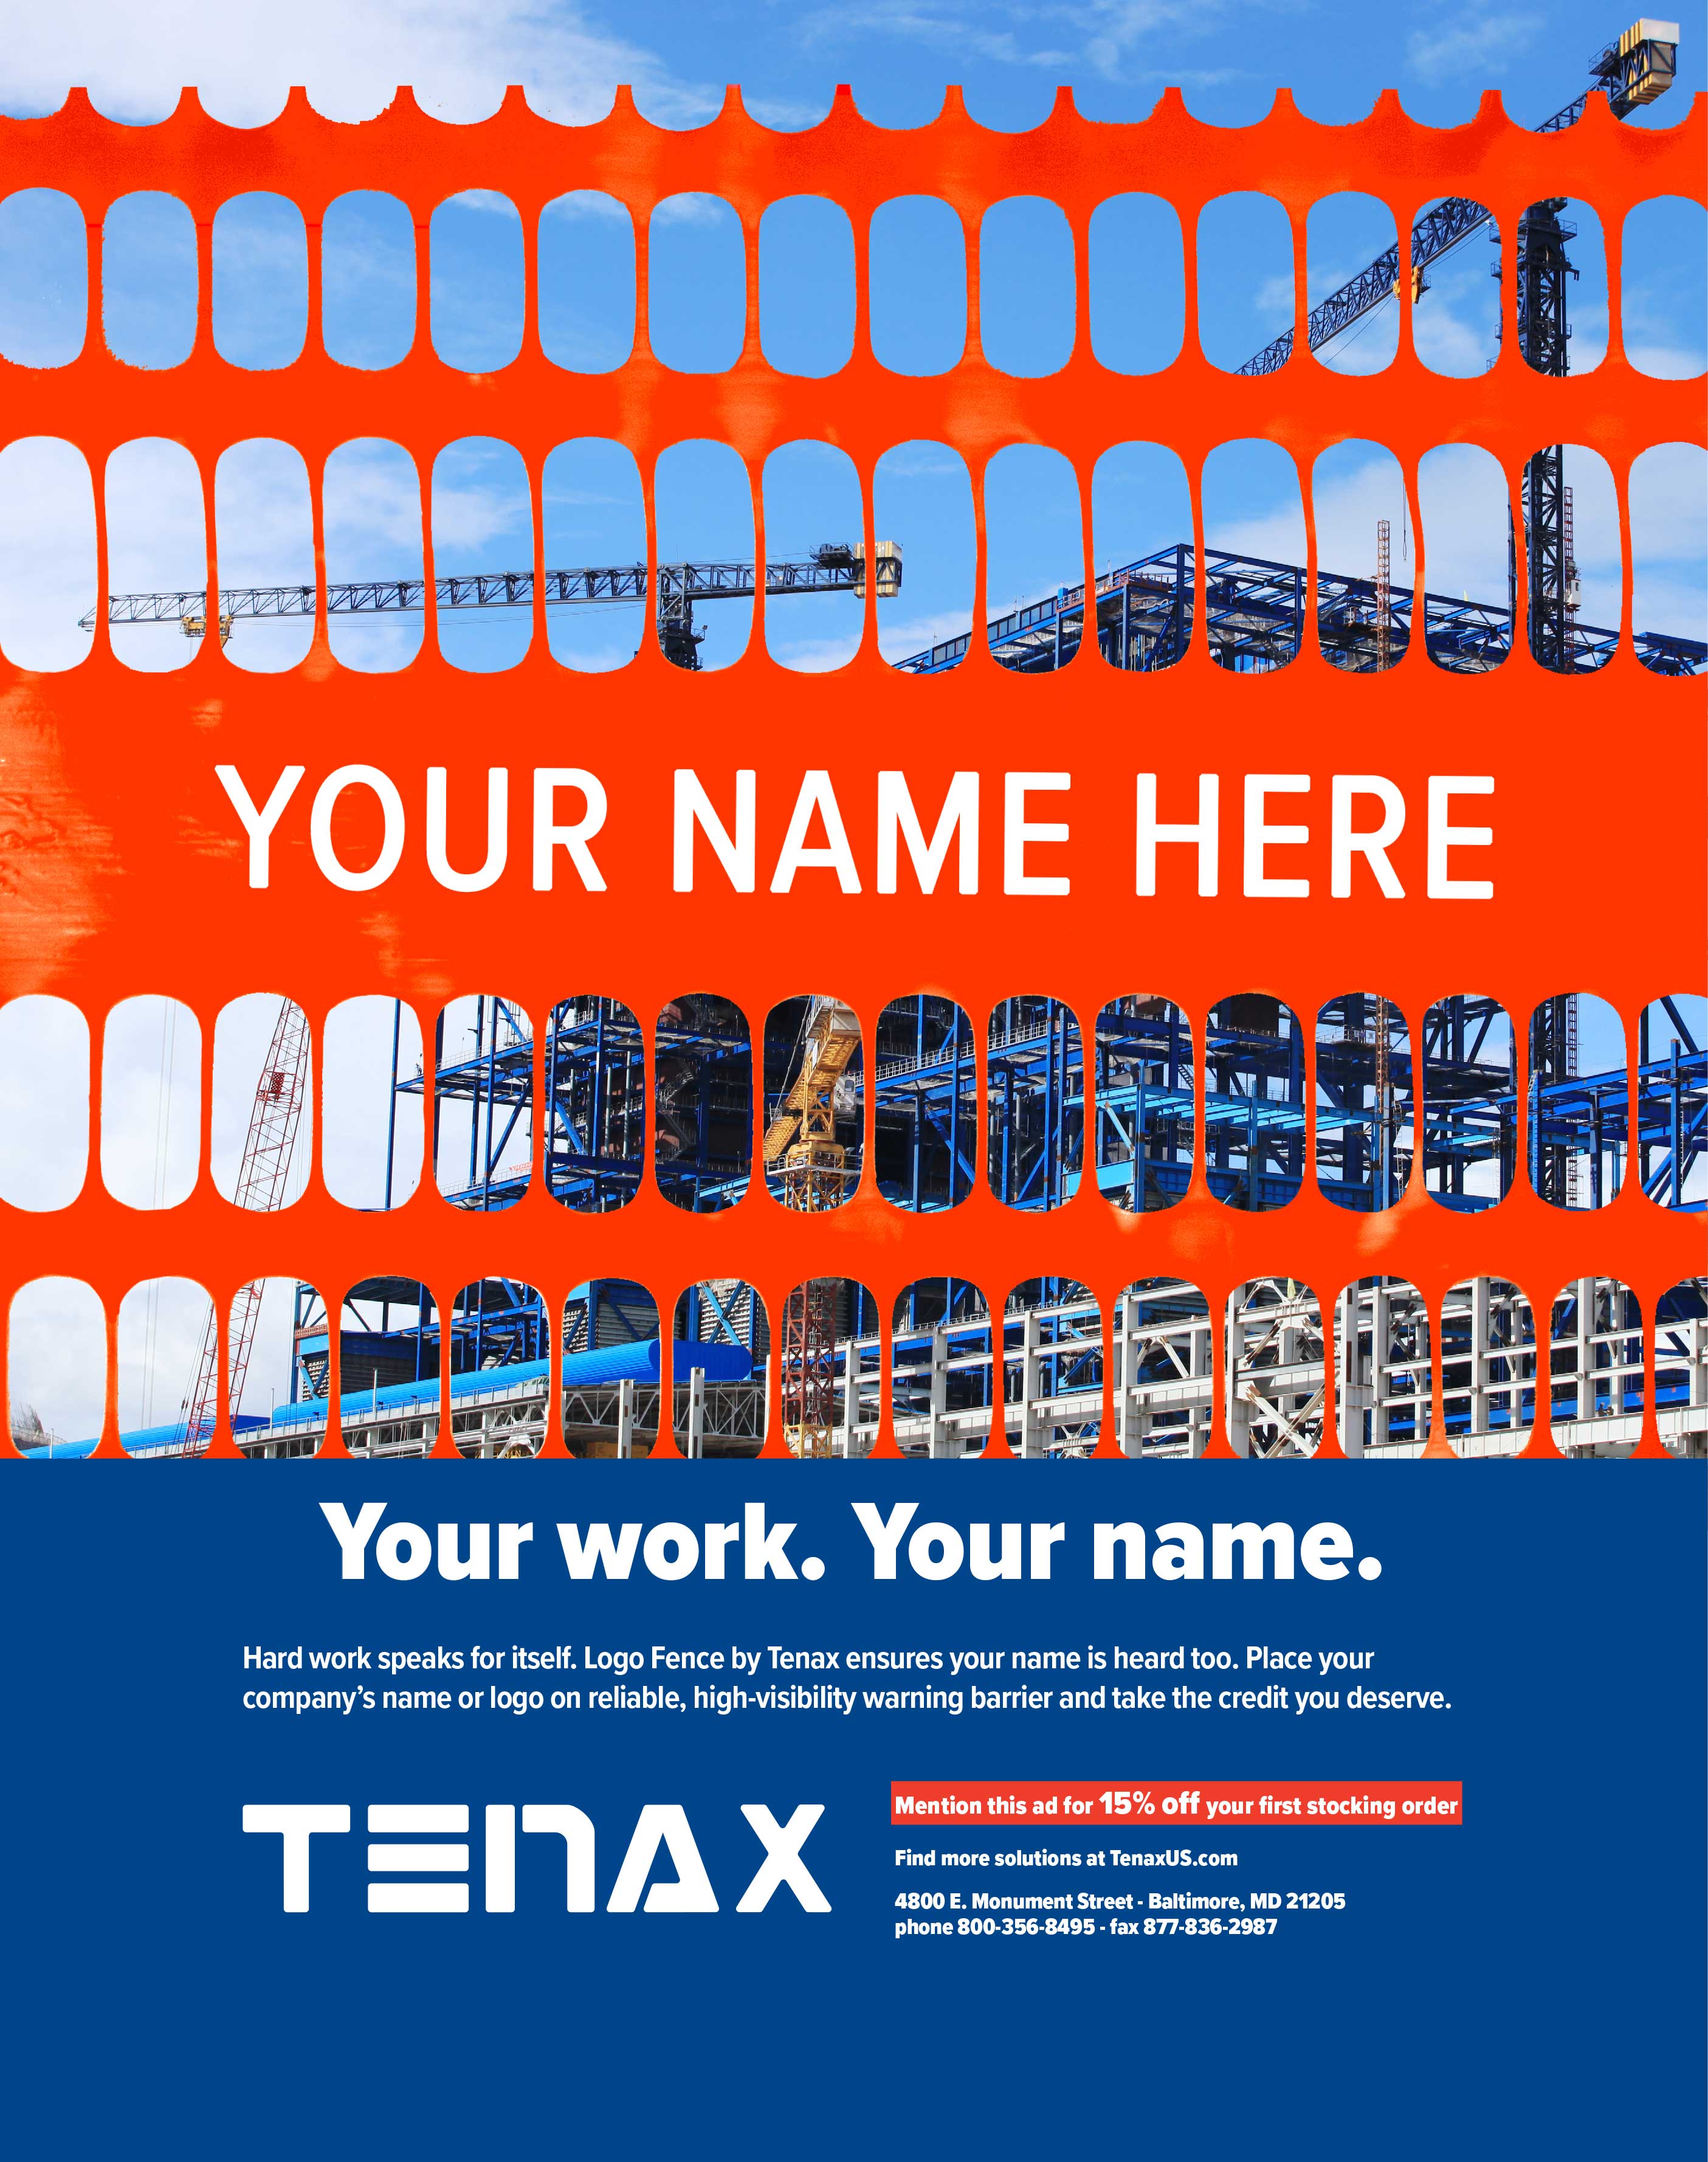 YOUR NAME HERE
Your work. Your name.
Hard work speaks for itself. Logo Fence by Tenax ensures your name is heard too. Place your
company’s name or logo on reliable, high-visibility warning barrier and take the credit you deserve.
TENAX
Mention this ad for 15% off your first stocking order
Find more solutions at TenaxUS.com
4800 E. Monument Street - Baltimore, MD 21205
phone 800-356-8495 - fax 877-836-2987